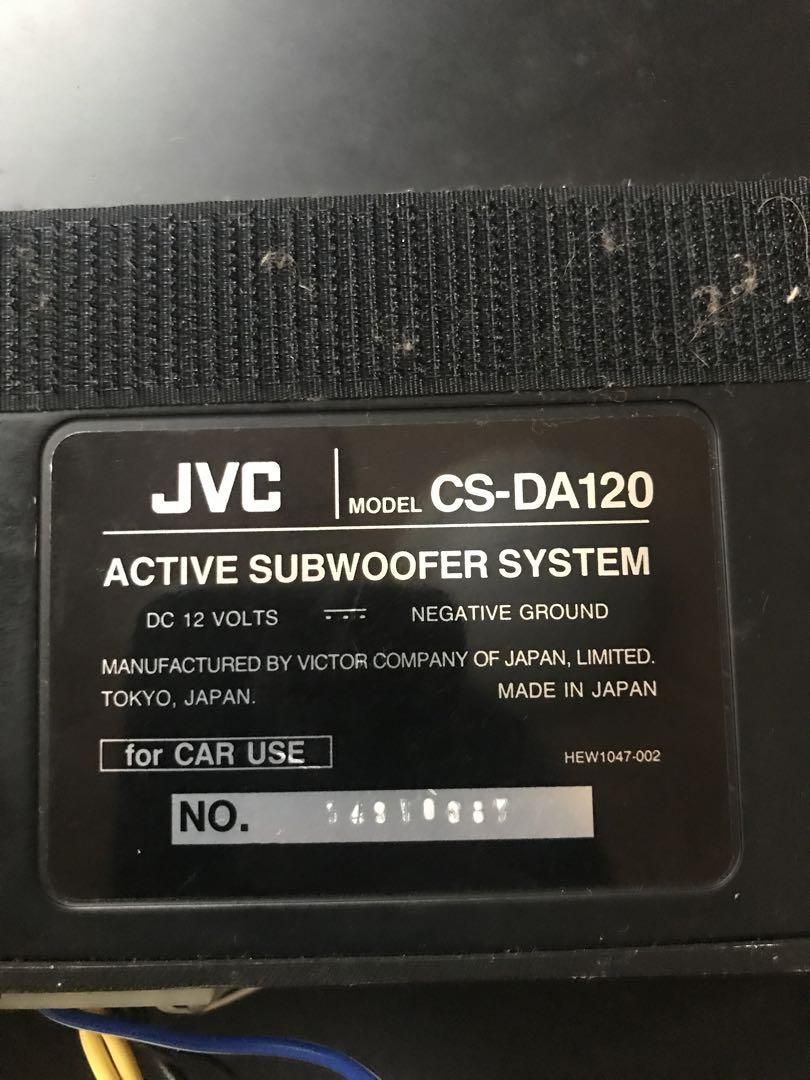 JVC MODEL CS-DA120
ACTIVE SUBWOOFER SYSTEM
DC 12 VOLTS NEGATIVE GROUND
MANUFACTURED BY VICTOR COMPANY OF JAPAN, LIMITED.
TOKYO, JAPAN. MADE IN JAPAN
for CAR USE HEW1047-002
NO.